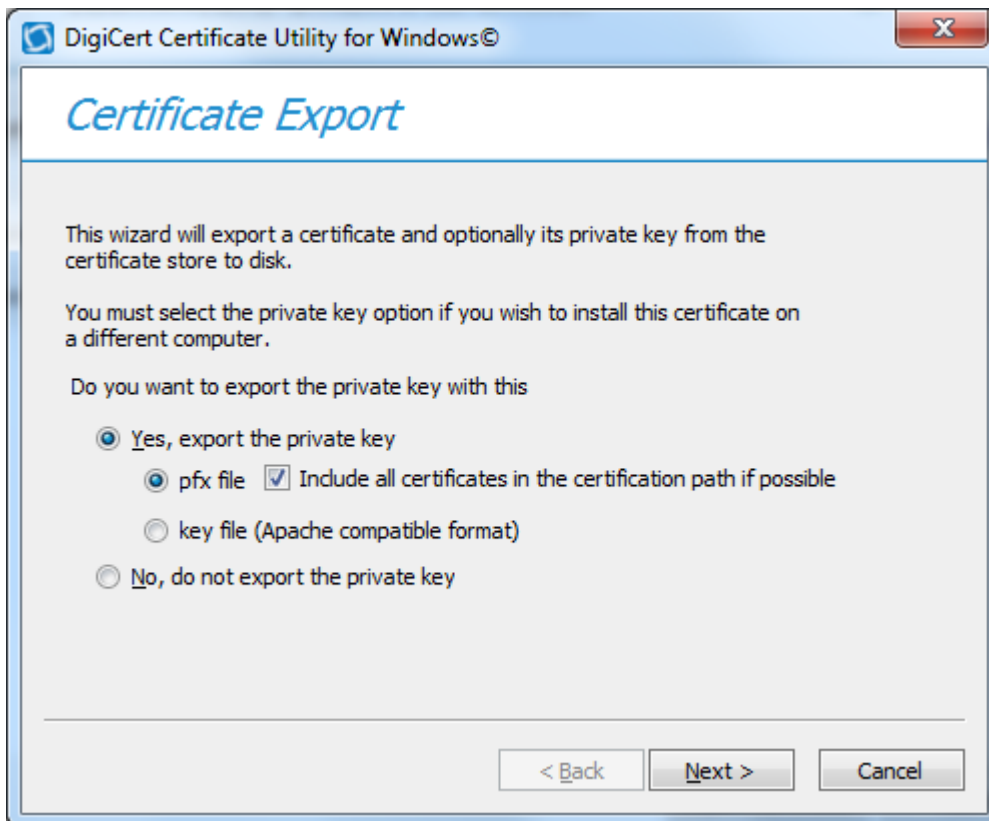 DigiCert Certificate Utility for Windows©
Certificate Export
This wizard will export a certificate and optionally its private key from the
certificate store to disk.
You must select the private key option if you wish to install this certificate on
a different computer.
Do you want to export the private key with this
Yes, export the private key
pfx file Include all certificates in the certification path if possible
key file (Apache compatible format)
No, do not export the private key
< Back Next > Cancel